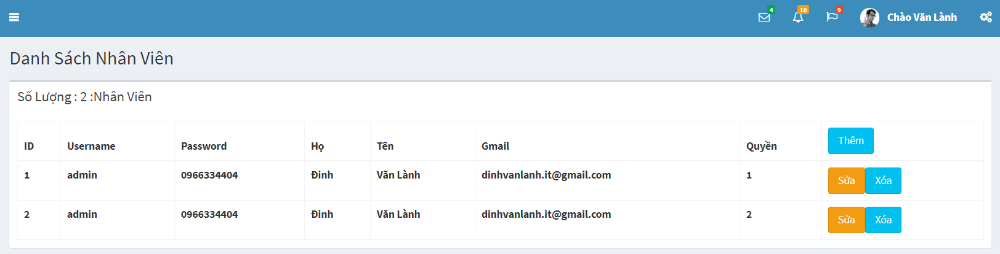 4 10 9 Chào Văn Lành
Danh Sách Nhân Viên
Số Lượng : 2 :Nhân Viên
ID Username Password Họ Tên Gmail Quyền Thêm
1 admin 0966334404 Đinh Văn Lành dinhvanlanh.it@gmail.com 1 Sửa Xóa
2 admin 0966334404 Đinh Văn Lành dinhvanlanh.it@gmail.com 2 Sửa Xóa